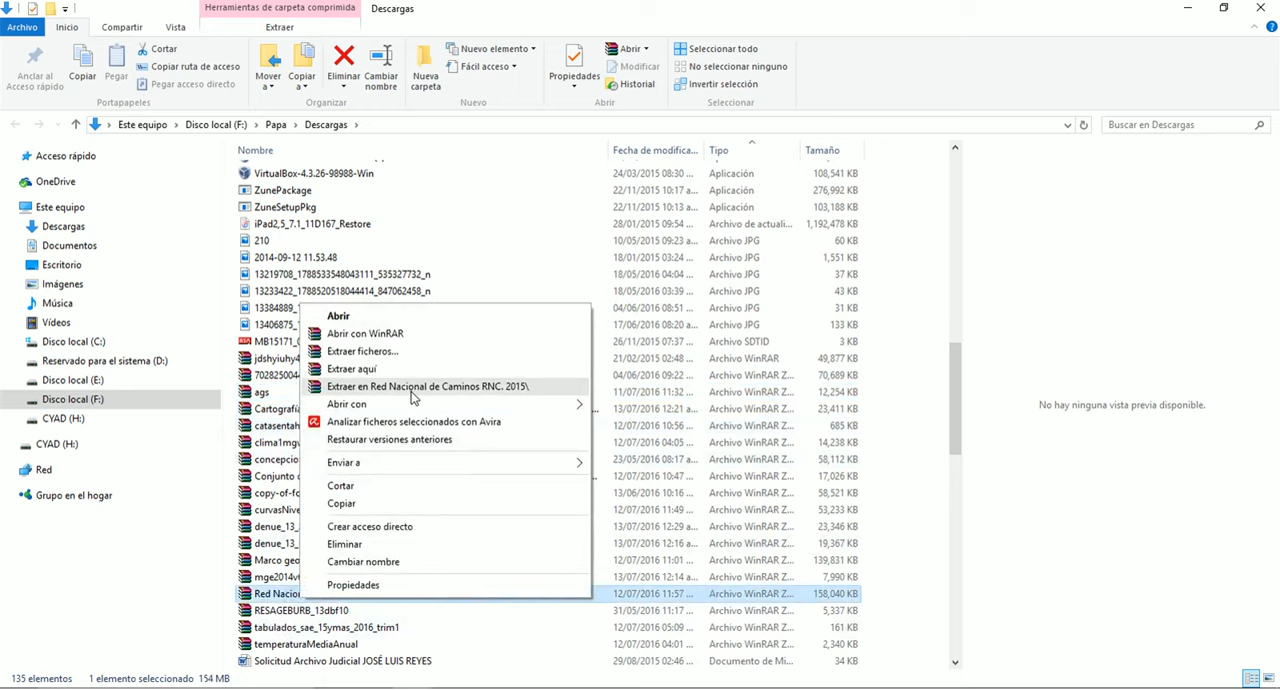 Herramientas de carpeta comprimida
Descargas
Archivo
Inicio
Compartir
Vista
Extraer
Anclar al
Acceso rápido
Copiar
Pegar
Cortar
Copiar ruta de acceso
Pegar acceso directo
Portapapeles
Mover
a
Copiar
a
Eliminar
Cambiar
nombre
Organizar
Nueva
carpeta
Nuevo elemento
Fácil acceso
Nuevo
Propiedades
Abrir
Modificar
Historial
Abrir
Seleccionar todo
No seleccionar ninguno
Invertir selección
Seleccionar
Este equipo > Disco local (F:) > Papa > Descargas >
Buscar en Descargas
Acceso rápido
OneDrive
Este equipo
Descargas
Documentos
Escritorio
Imágenes
Música
Vídeos
Disco local (C:)
Reservado para el sistema (D:)
Disco local (E:)
Disco local (F:)
CYAD (H:)
CYAD (H:)
Red
Grupo en el hogar
Nombre Fecha de modifica... Tipo Tamaño
VirtualBox-4.3.26-98988-Win 24/03/2015 08:30 ... Aplicación 108,541 KB
ZunePackage 22/11/2015 10:17 a... Aplicación 276,992 KB
ZuneSetupPkg 22/11/2015 10:13 a... Aplicación 103,188 KB
iPad2,5_7.1_11D167_Restore 28/01/2015 09:54 ... Archivo de actuali... 1,192,478 KB
210 10/05/2015 09:23 a... Archivo JPG 60 KB
2014-09-12 11.53.48 18/01/2015 03:24 ... Archivo JPG 1,551 KB
13219708_1788533548043111_535327732_n 18/05/2016 04:04 ... Archivo JPG 37 KB
13233422_1788520518044414_847062458_n 18/05/2016 03:39 ... Archivo JPG 43 KB
13384889_ 04/06/2016 08:51 ... Archivo JPG 31 KB
13406875_ 17/06/2016 08:20 a... Archivo JPG 133 KB
MB15171_0 26/11/2015 07:37 ... Archivo SDTID 3 KB
jdshyiuhy4 21/02/2015 02:48 ... Archivo WinRAR 49,877 KB
702825004 04/06/2016 09:22 ... Archivo WinRAR Z... 70,689 KB
ags 11/07/2016 11:32 ... Archivo WinRAR Z... 12,254 KB
Cartografí 13/07/2016 12:21 ... Archivo WinRAR Z... 23,411 KB
catasentah 12/07/2016 10:56 ... Archivo WinRAR Z... 685 KB
clima1mgv 12/07/2016 04:05 ... Archivo WinRAR Z... 14,238 KB
concepcio 23/05/2016 08:17 a... Archivo WinRAR Z... 58,112 KB
Conjunto d 12/07/2016 10:47 ... Archivo WinRAR Z... 17,026 KB
copy-of-fo 13/06/2016 10:16 ... Archivo WinRAR Z... 58,521 KB
curvasNive 12/07/2016 11:49 ... Archivo WinRAR Z... 53,233 KB
denue_13_ 13/07/2016 12:29 a... Archivo WinRAR Z... 23,346 KB
denue_13_ 13/07/2016 12:16 a... Archivo WinRAR Z... 19,367 KB
Marco geo 12/07/2016 11:01 ... Archivo WinRAR Z... 139,831 KB
mge2014v6 13/07/2016 12:14 a... Archivo WinRAR Z... 7,990 KB
Red Nacion 12/07/2016 11:57 ... Archivo WinRAR Z... 158,040 KB
RESAGEBURB_13dbf10 31/05/2016 11:17 ... Archivo WinRAR Z... 5,337 KB
tabulados_sae_15ymas_2016_trim1 12/07/2016 05:09 ... Archivo WinRAR Z... 161 KB
temperaturaMediaAnual 12/07/2016 04:01 ... Archivo WinRAR Z... 2,340 KB
Solicitud Archivo Judicial JOSÉ LUIS REYES 29/08/2015 02:46 ... Documento de Mi... 34 KB
Abrir
Abrir con WinRAR
Extraer ficheros...
Extraer aquí
Extraer en Red Nacional de Caminos RNC. 2015\
Abrir con
Analizar ficheros seleccionados con Avira
Restaurar versiones anteriores
Enviar a
Cortar
Copiar
Crear acceso directo
Eliminar
Cambiar nombre
Propiedades
No hay ninguna vista previa disponible.
135 elementos
1 elemento seleccionado 154 MB